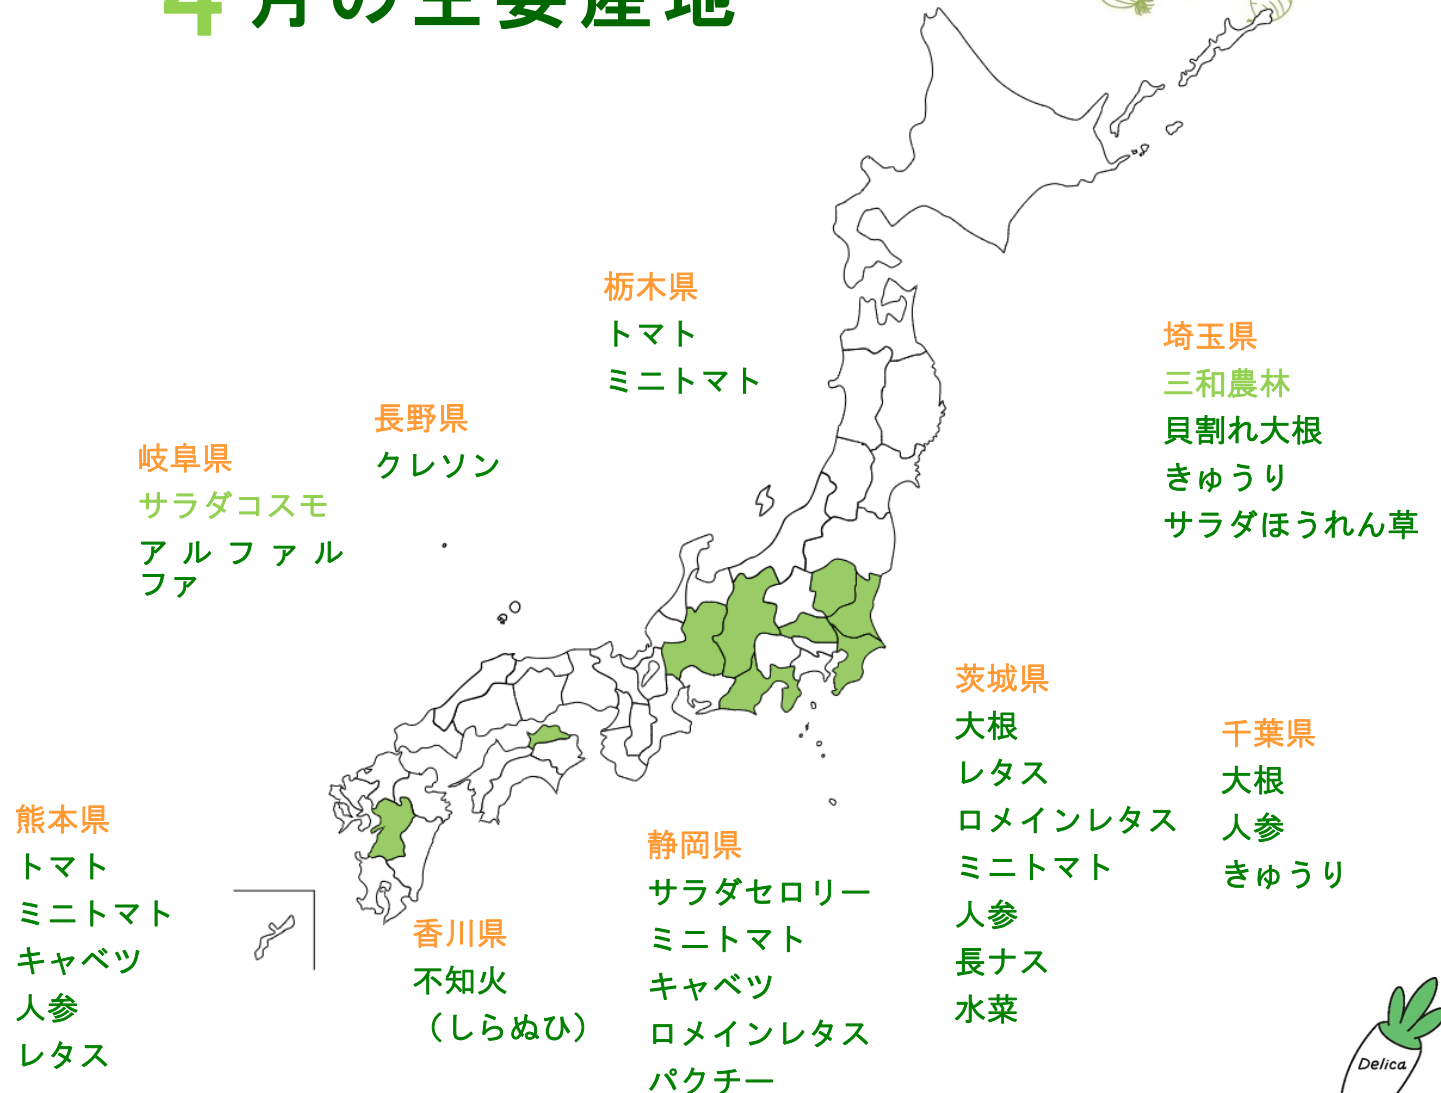 4月の主要産地
栃木県
トマト
ミニトマト
埼玉県
三和農林
貝割れ大根
きゅうり
サラダほうれん草
長野県
クレソン
岐阜県
サラダコスモ
アルファル
ファ
茨城県
大根
レタス
ロメインレタス
ミニトマト
人参
長ナス
水菜
千葉県
大根
人参
きゅうり
熊本県
トマト
ミニトマト
キャベツ
人参
レタス
香川県
不知火
（しらぬひ）
静岡県
サラダセロリー
ミニトマト
キャベツ
ロメインレタス
パクチー
Delica